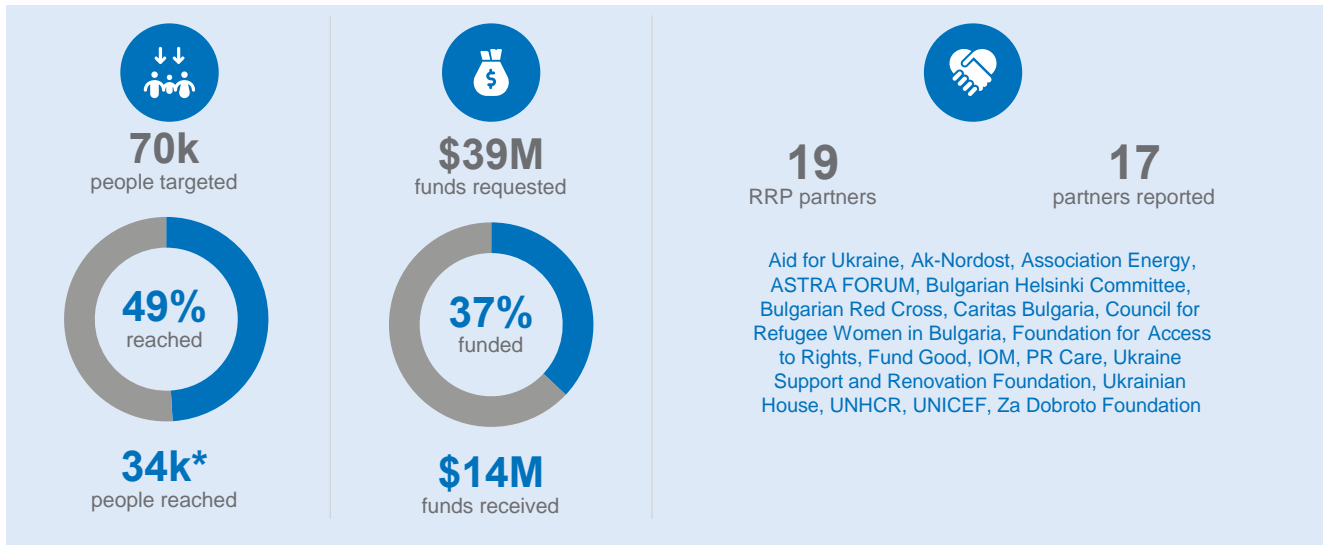 70k
people targeted
49%
reached
34k*
people reached
$
$39M
funds requested
37%
funded
$14M
funds received
19
RRP partners
17
partners reported
Aid for Ukraine, Ak-Nordost, Association Energy,
ASTRA FORUM, Bulgarian Helsinki Committee,
Bulgarian Red Cross, Caritas Bulgaria, Council for
Refugee Women in Bulgaria, Foundation for Access
to Rights, Fund Good, IOM, PR Care, Ukraine
Support and Renovation Foundation, Ukrainian
House, UNHCR, UNICEF, Za Dobroto Foundation